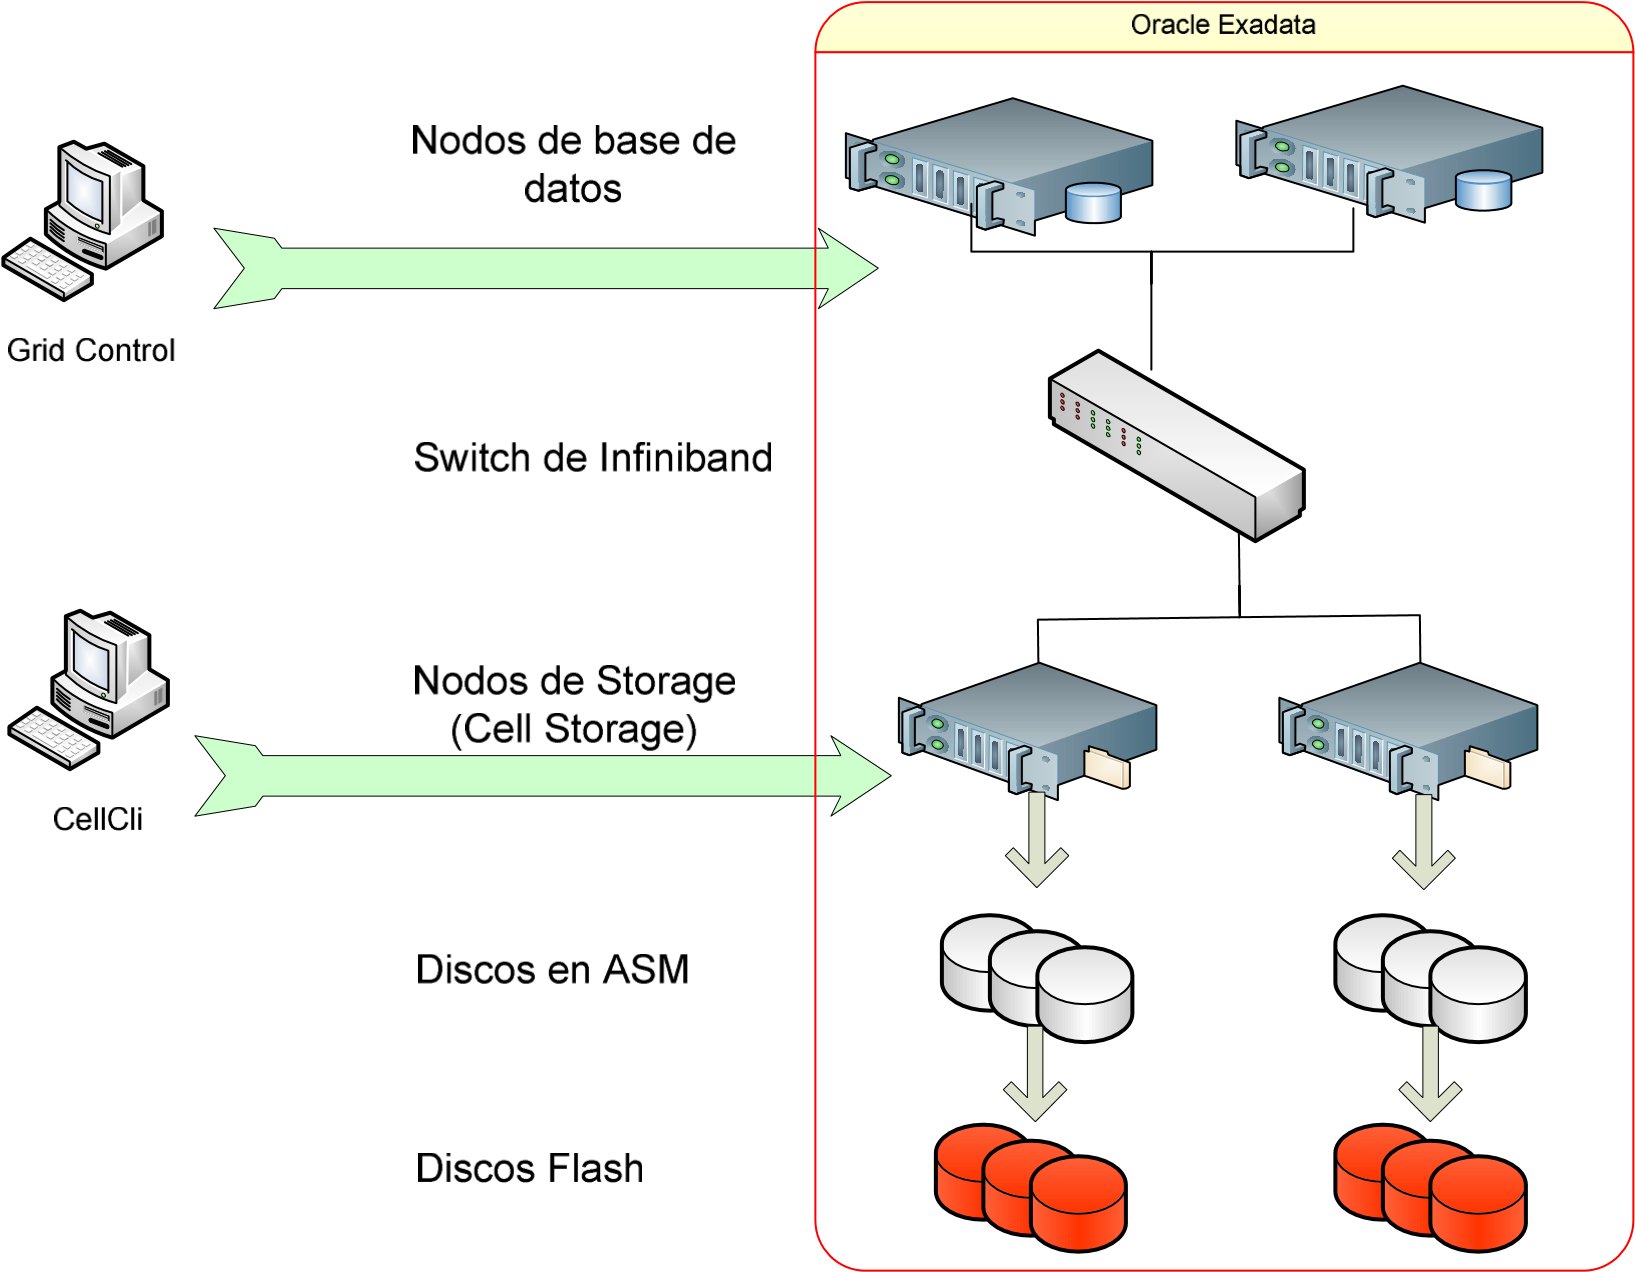 Oracle Exadata
Nodos de base de
datos
Grid Control
Switch de Infiniband
Nodos de Storage
(Cell Storage)
CellCli
Discos en ASM
Discos Flash